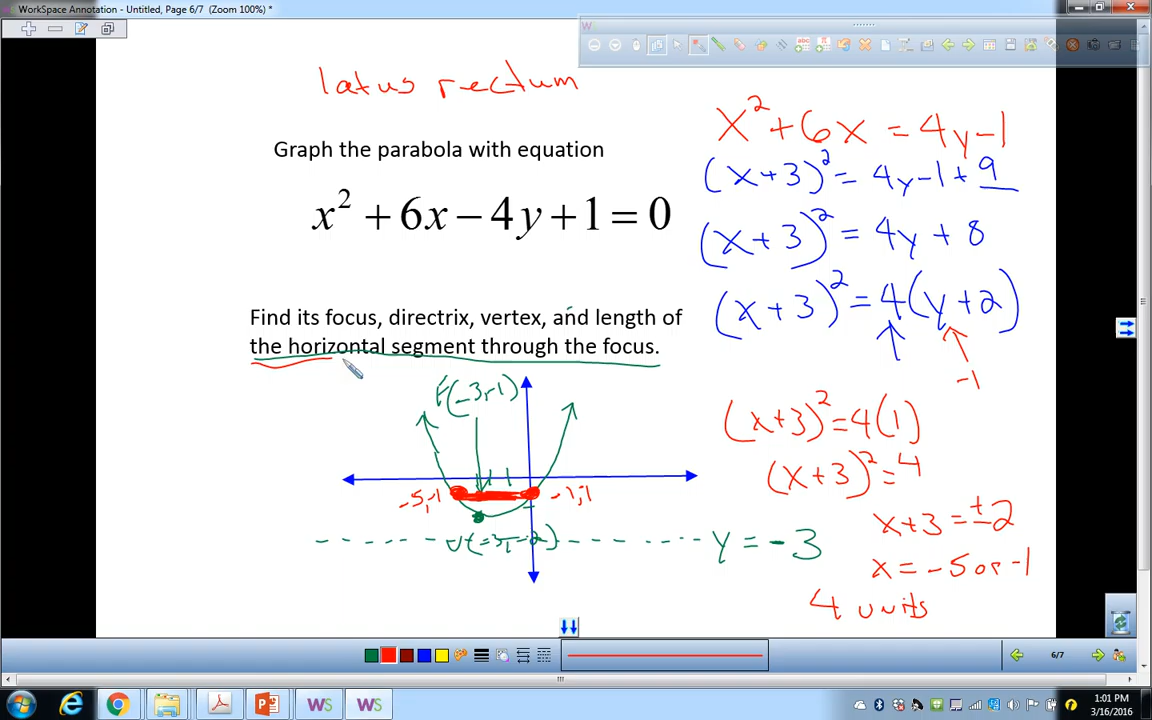 WorkSpace Annotation - Untitled, Page 6/7 (Zoom 100%) *
latus rectum
Graph the parabola with equation
x² + 6x − 4y + 1 = 0
Find its focus, directrix, vertex, and length of
the horizontal segment through the focus.
x² + 6x = 4y - 1
(x+3)² = 4y - 1 + 9
(x+3)² = 4y + 8
(x+3)² = 4(y+2)
-1
(x+3)² = 4(1)
(x+3)² = 4
x+3 = ±2
x = -5 or -1
4 units
F(-3,-1)
-5,-1
-1,-1
V(-3,-2)
y = -3
6/7
WS
WS
1:01 PM
3/16/2016